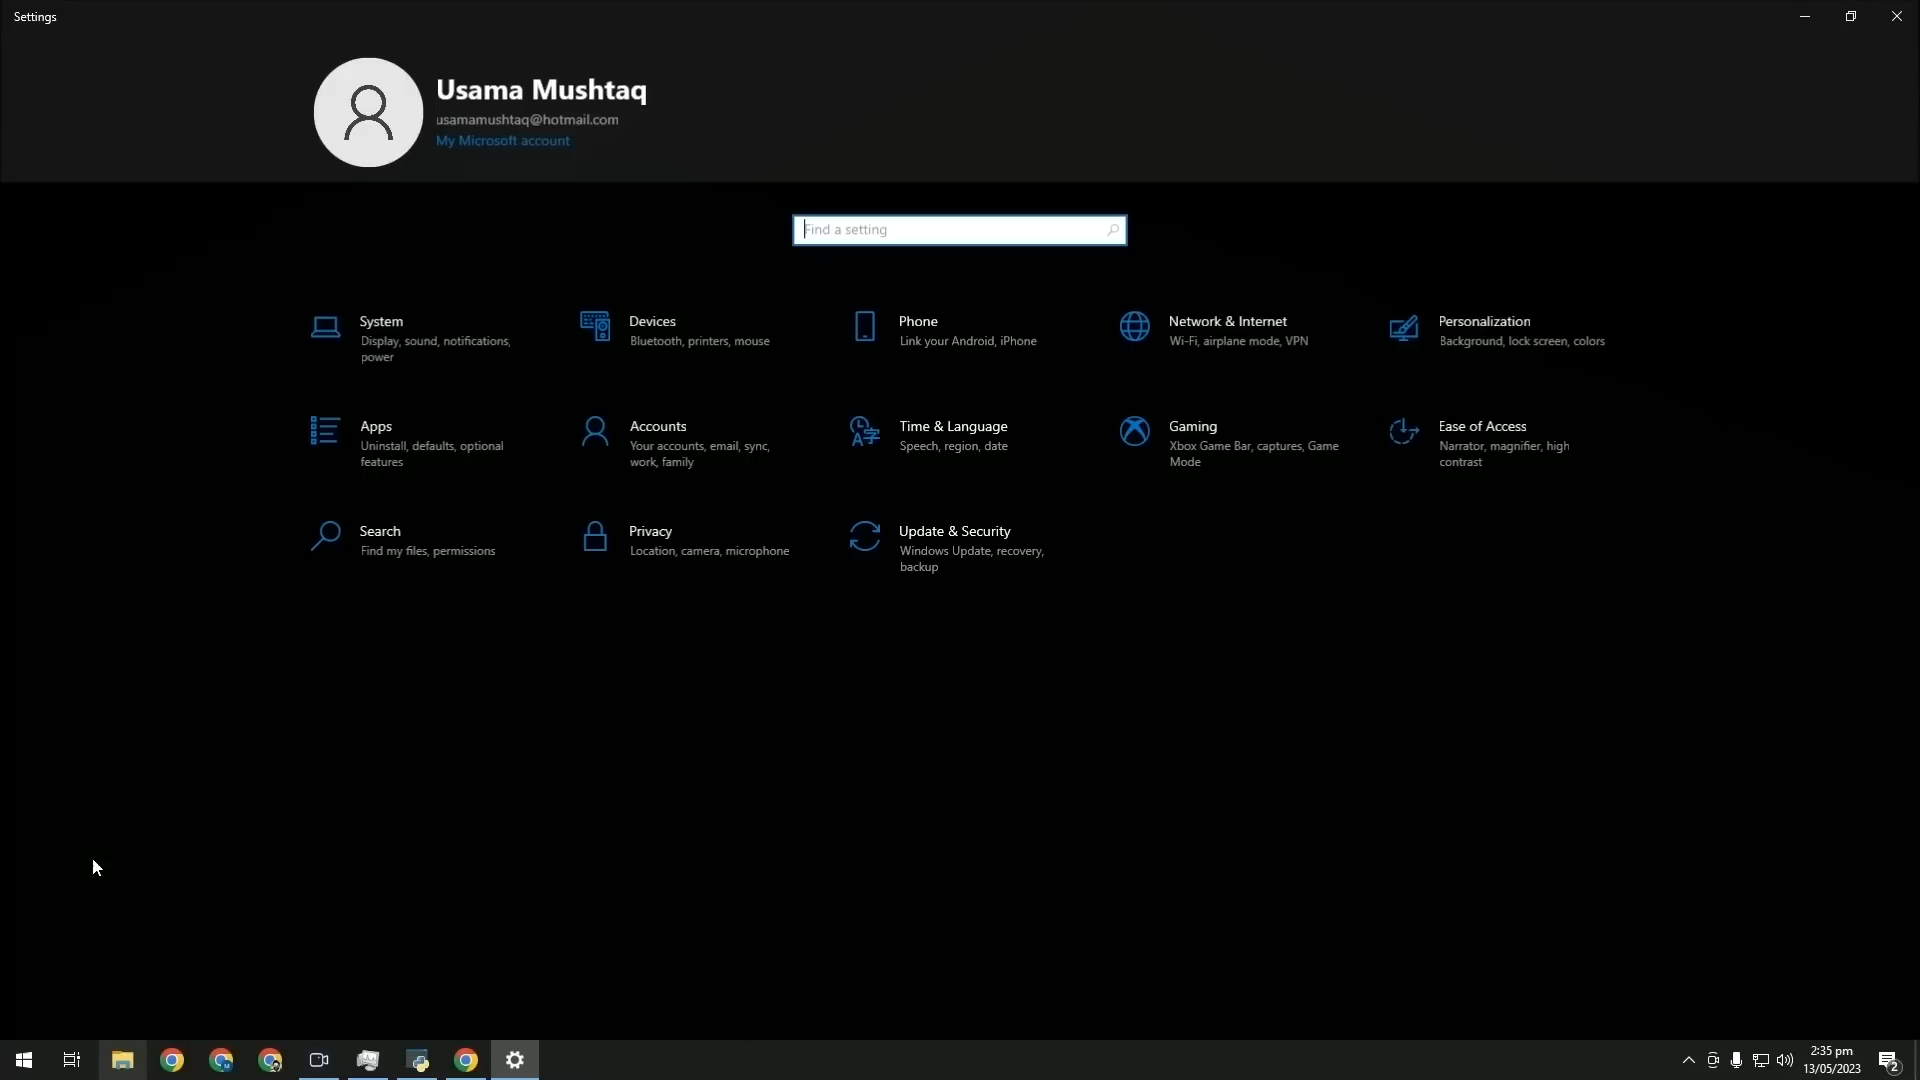 Settings
Usama Mushtaq
usamamushtaq@hotmail.com
My Microsoft account
Find a setting
System
Display, sound, notifications,
power
Devices
Bluetooth, printers, mouse
Phone
Link your Android, iPhone
Network & Internet
Wi-Fi, airplane mode, VPN
Personalization
Background, lock screen, colors
Apps
Uninstall, defaults, optional
features
Accounts
Your accounts, email, sync,
work, family
Time & Language
Speech, region, date
Gaming
Xbox Game Bar, captures, Game
Mode
Ease of Access
Narrator, magnifier, high
contrast
Search
Find my files, permissions
Privacy
Location, camera, microphone
Update & Security
Windows Update, recovery,
backup
2:35 pm
13/05/2023
2